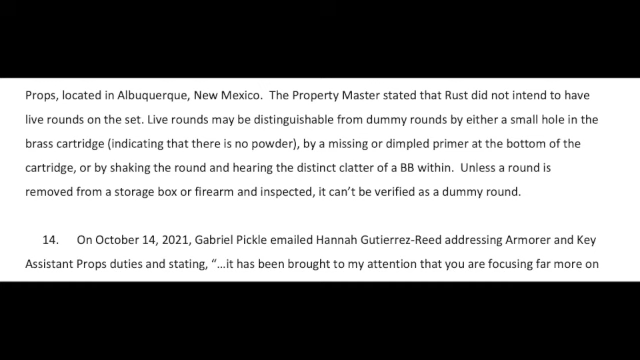 Props, located in Albuquerque, New Mexico.  The Property Master stated that Rust did not intend to have
live rounds on the set. Live rounds may be distinguishable from dummy rounds by either a small hole in the
brass cartridge (indicating that there is no powder), by a missing or dimpled primer at the bottom of the
cartridge, or by shaking the round and hearing the distinct clatter of a BB within.  Unless a round is
removed from a storage box or firearm and inspected, it can’t be verified as a dummy round.
14. On October 14, 2021, Gabriel Pickle emailed Hannah Gutierrez-Reed addressing Armorer and Key
Assistant Props duties and stating, “…it has been brought to my attention that you are focusing far more on